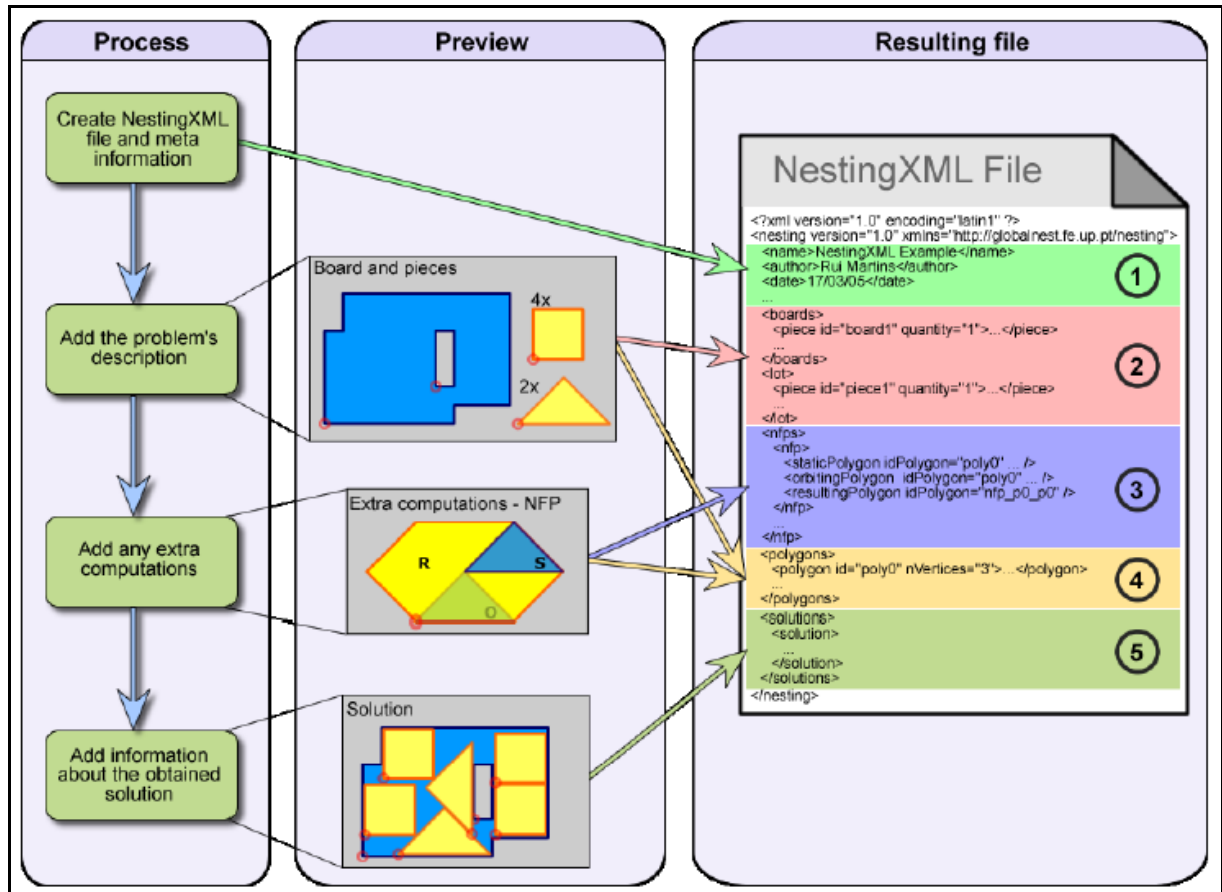 Process
Create NestingXML
file and meta
information
Add the problem's
description
Add any extra
computations
Add information
about the obtained
solution
Preview
Board and pieces
4x
2x
Extra computations - NFP
R
S
O
Solution
Resulting file
NestingXML File
<?xml version="1.0" encoding="latin1" ?>
<nesting version="1.0" xmlns="http://globalnest.fe.up.pt/nesting">
<name>NestingXML Example</name>
<author>Rui Martins</author>
<date>17/03/05</date>
...
1
<boards>
<piece id="board1" quantity="1">...</piece>
...
</boards>
<lot>
<piece id="piece1" quantity="1">...</piece>
...
</lot>
2
<nfps>
<nfp>
<staticPolygon idPolygon="poly0" ... />
<orbitingPolygon idPolygon="poly0" ... />
<resultingPolygon idPolygon="nfp_p0_p0" />
</nfp>
...
</nfp>
3
<polygons>
<polygon id="poly0" nVertices="3">...</polygon>
...
</polygons>
4
<solutions>
<solution>
...
</solution>
</solutions>
5
</nesting>